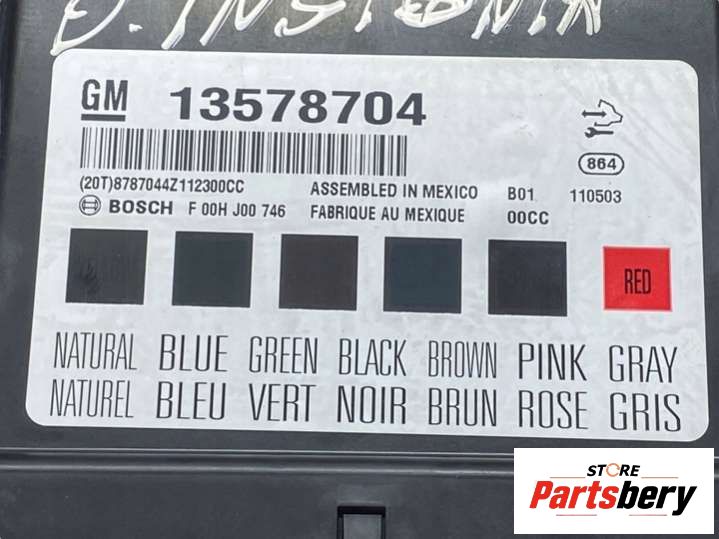 J. INSIGNIA
GM 13578704
864
(20T)8787044Z112300CC
ASSEMBLED IN MEXICO B01 110503
BOSCH F 00H J00 746 FABRIQUE AU MEXIQUE 00CC
RED
NATURAL BLUE GREEN BLACK BROWN PINK GRAY
NATUREL BLEU VERT NOIR BRUN ROSE GRIS
STORE
Partsbery